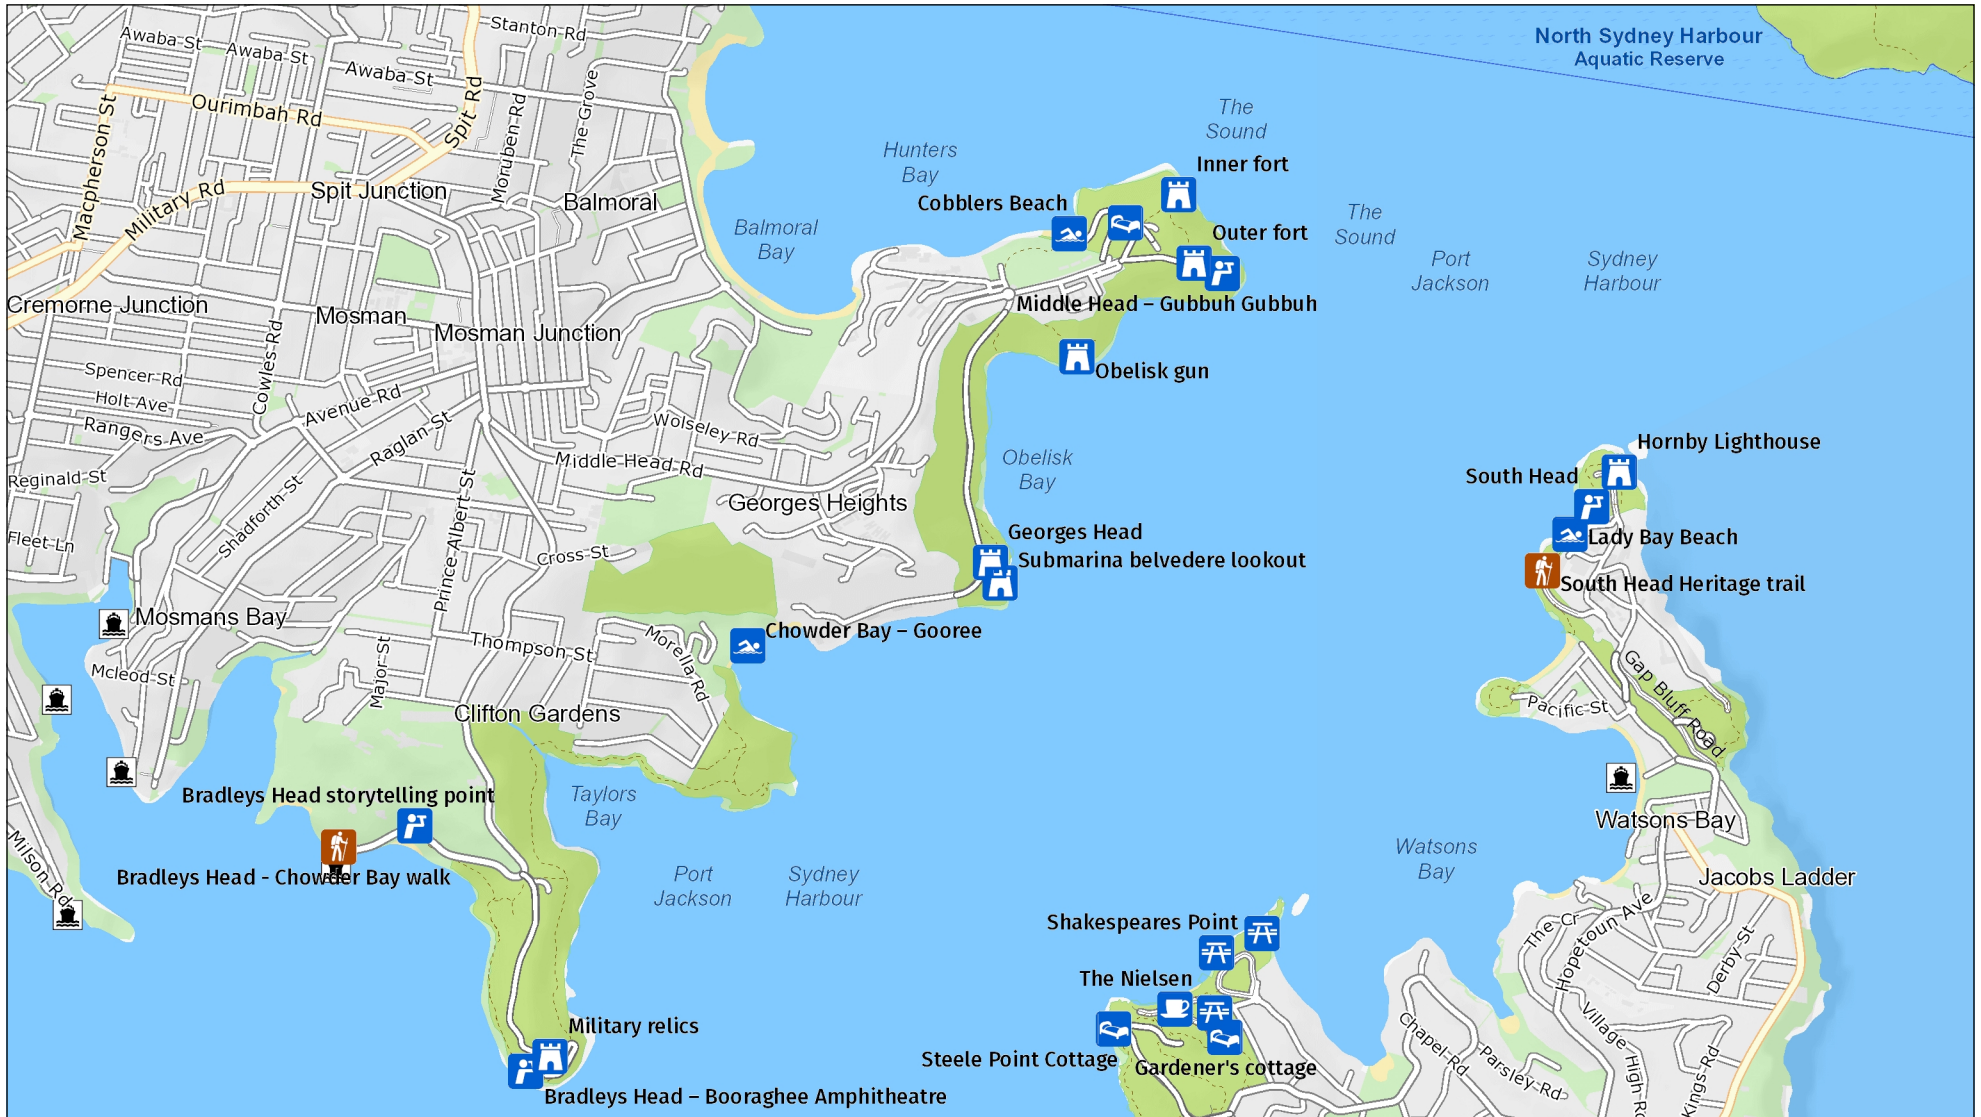 Stanton Rd
Awaba St
Awaba St
Awaba St
North Sydney Harbour
Aquatic Reserve
Ourimbah Rd
Spit Rd
Macpherson St
Moruben Rd
The Grove
The
Sound
Hunters
Bay
Inner fort
Military Rd
Spit Junction
Balmoral
Cobblers Beach
Balmoral
Bay
Outer fort
The
Sound
Port
Jackson
Sydney
Harbour
Cremorne Junction
Mosman
Mosman Junction
Middle Head – Gubbuh Gubbuh
Cowles Rd
Spencer Rd
Obelisk gun
Holt Ave
Avenue Rd
Rangers Ave
Raglan St
Wolseley Rd
Middle Head Rd
Reginald St
Obelisk
Bay
Hornby Lighthouse
South Head
Georges Heights
Shadforth St
Prince Albert St
Fleet Ln
Cross St
Georges Head
Submarina belvedere lookout
Lady Bay Beach
South Head Heritage trail
Mosmans Bay
Chowder Bay – Gooree
Thompson St
Morella Rd
Mcleod St
Major St
Clifton Gardens
Gap Bluff Road
Pacific St
Bradleys Head storytelling point
Taylors
Bay
Watsons Bay
Milson Rd
Bradleys Head - Chowder Bay walk
Port
Jackson
Sydney
Harbour
Watsons
Bay
Jacobs Ladder
Shakespeares Point
The Cr
Hopetoun Ave
Derby St
The Nielsen
Military relics
Steele Point Cottage
Gardener's cottage
Chapel Rd
Parsley Rd
Village High Rd
Kings Rd
Bradleys Head – Booraghee Amphitheatre